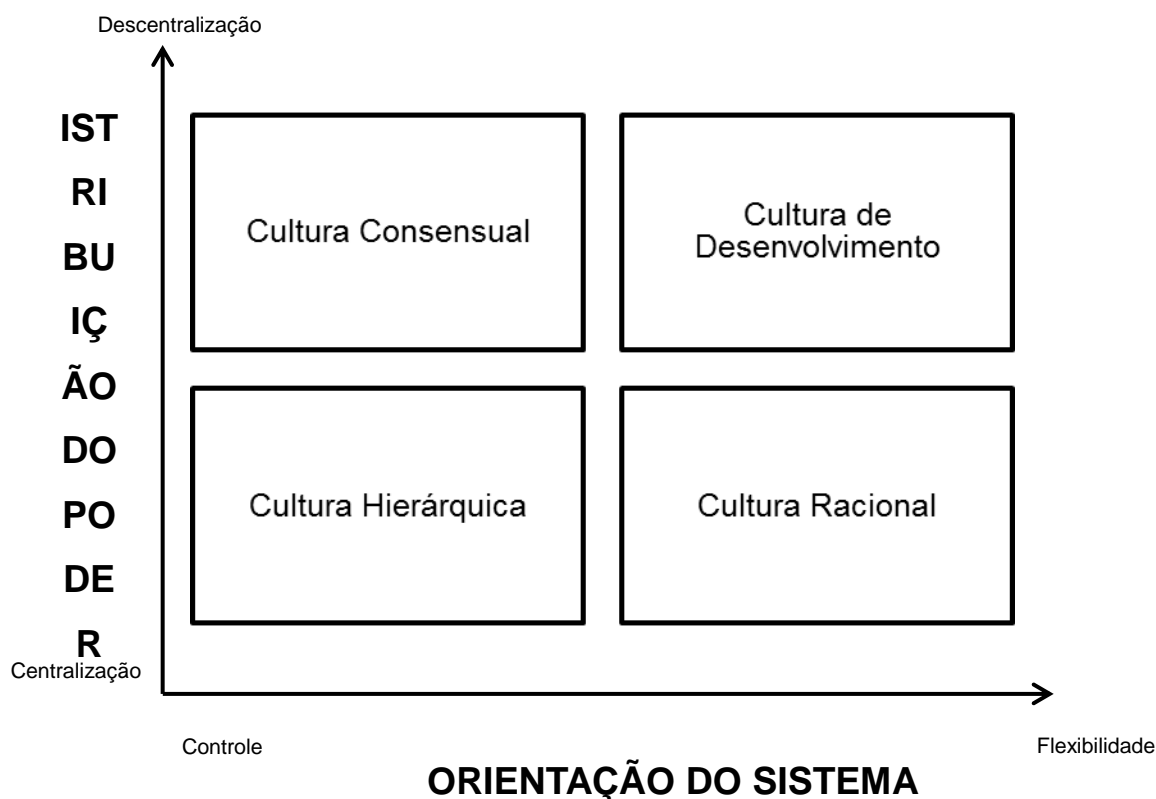 Descentralização
IST
RI
BU
IÇ
ÃO
DO
PO
DE
R
Cultura Consensual
Cultura de
Desenvolvimento
Cultura Hierárquica
Cultura Racional
Centralização
Controle
Flexibilidade
ORIENTAÇÃO DO SISTEMA